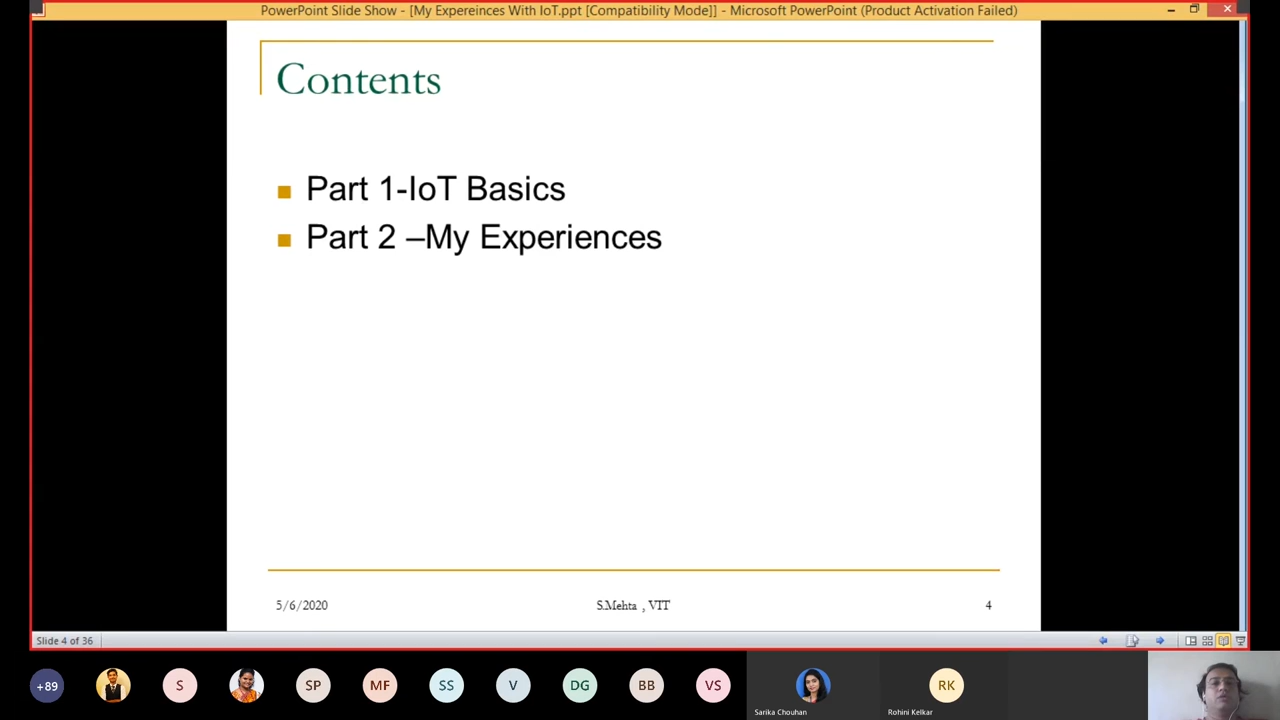 PowerPoint Slide Show - [My Expereinces With IoT.ppt [Compatibility Mode]] - Microsoft PowerPoint (Product Activation Failed)
Contents
Part 1-IoT Basics
Part 2 –My Experiences
5/6/2020
S.Mehta , VIT
4
Slide 4 of 36
+89
S
SP
MF
SS
V
DG
BB
VS
RK
Sarika Chouhan
Rohini Kelkar